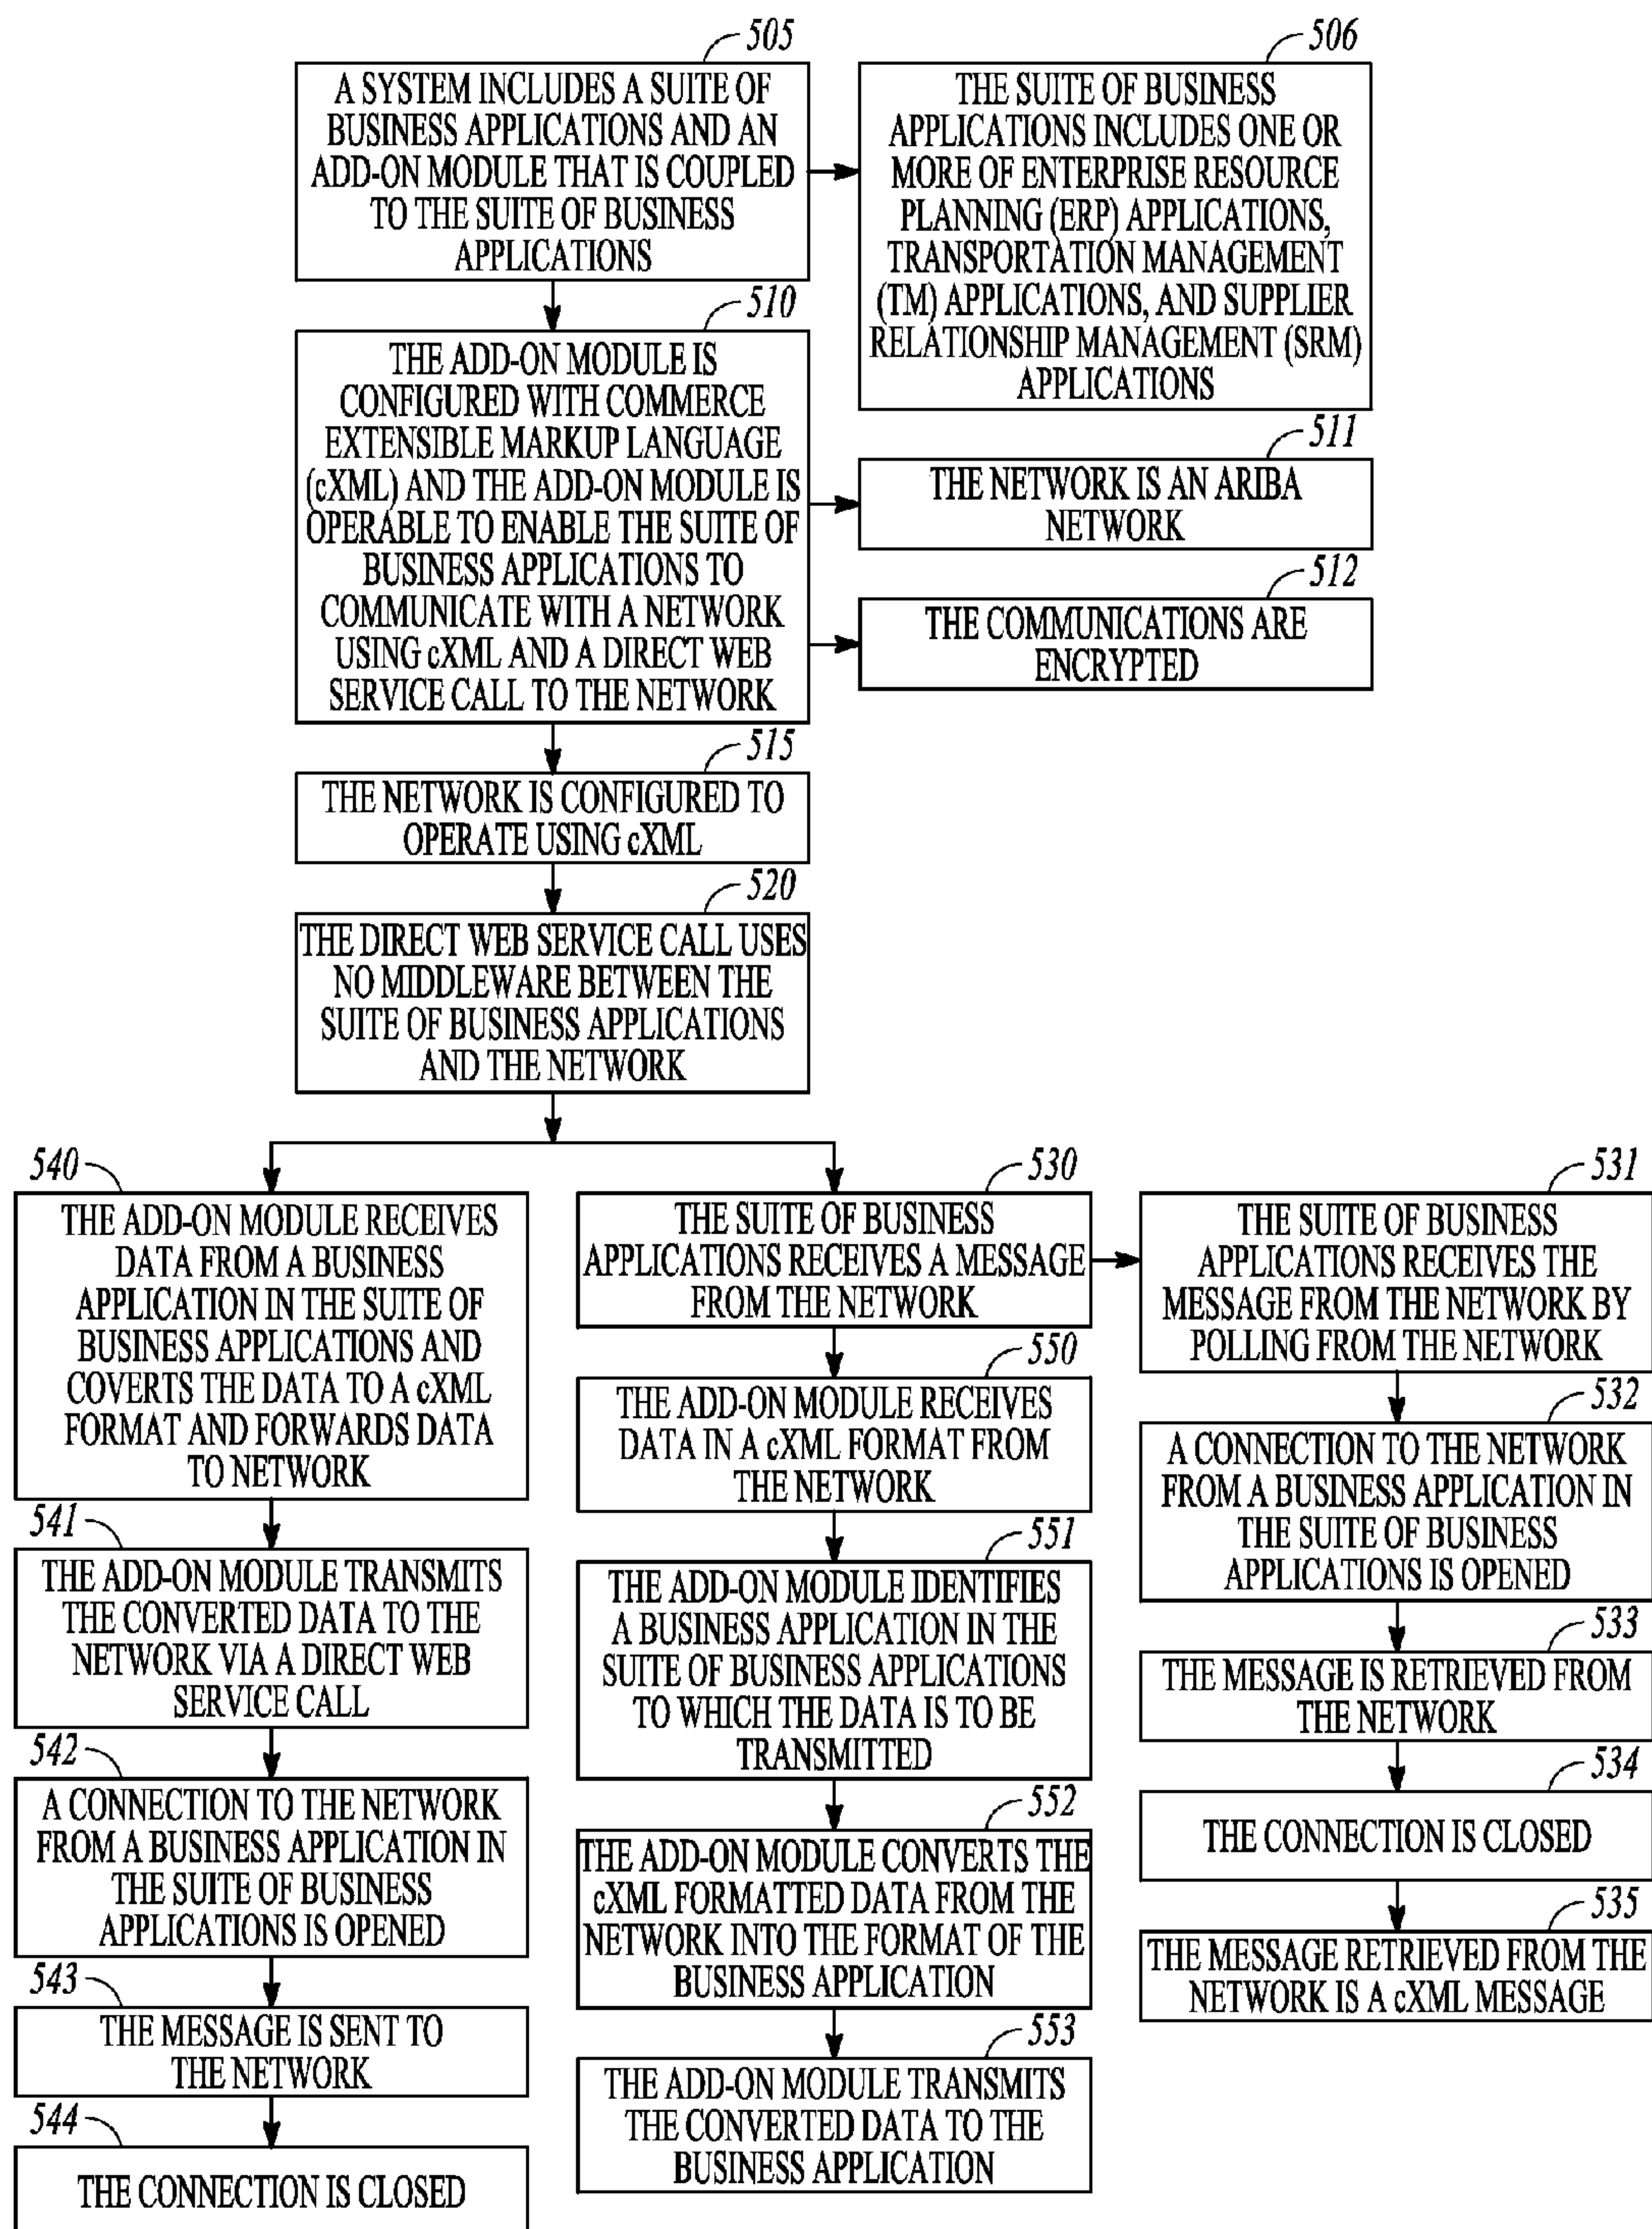 505
A SYSTEM INCLUDES A SUITE OF
BUSINESS APPLICATIONS AND AN
ADD-ON MODULE THAT IS COUPLED
TO THE SUITE OF BUSINESS
APPLICATIONS
506
THE SUITE OF BUSINESS
APPLICATIONS INCLUDES ONE OR
MORE OF ENTERPRISE RESOURCE
PLANNING (ERP) APPLICATIONS,
TRANSPORTATION MANAGEMENT
(TM) APPLICATIONS, AND SUPPLIER
RELATIONSHIP MANAGEMENT (SRM)
APPLICATIONS
510
THE ADD-ON MODULE IS
CONFIGURED WITH COMMERCE
EXTENSIBLE MARKUP LANGUAGE
(cXML) AND THE ADD-ON MODULE IS
OPERABLE TO ENABLE THE SUITE OF
BUSINESS APPLICATIONS TO
COMMUNICATE WITH A NETWORK
USING cXML AND A DIRECT WEB
SERVICE CALL TO THE NETWORK
511
THE NETWORK IS AN ARIBA
NETWORK
512
THE COMMUNICATIONS ARE
ENCRYPTED
515
THE NETWORK IS CONFIGURED TO
OPERATE USING cXML
520
THE DIRECT WEB SERVICE CALL USES
NO MIDDLEWARE BETWEEN THE
SUITE OF BUSINESS APPLICATIONS
AND THE NETWORK
540
THE ADD-ON MODULE RECEIVES
DATA FROM A BUSINESS
APPLICATION IN THE SUITE OF
BUSINESS APPLICATIONS AND
COVERTS THE DATA TO A cXML
FORMAT AND FORWARDS DATA
TO NETWORK
541
THE ADD-ON MODULE TRANSMITS
THE CONVERTED DATA TO THE
NETWORK VIA A DIRECT WEB
SERVICE CALL
542
A CONNECTION TO THE NETWORK
FROM A BUSINESS APPLICATION IN
THE SUITE OF BUSINESS
APPLICATIONS IS OPENED
543
THE MESSAGE IS SENT TO
THE NETWORK
544
THE CONNECTION IS CLOSED
530
THE SUITE OF BUSINESS
APPLICATIONS RECEIVES A MESSAGE
FROM THE NETWORK
550
THE ADD-ON MODULE RECEIVES
DATA IN A cXML FORMAT FROM
THE NETWORK
551
THE ADD-ON MODULE IDENTIFIES
A BUSINESS APPLICATION IN THE
SUITE OF BUSINESS APPLICATIONS
TO WHICH THE DATA IS TO BE
TRANSMITTED
552
THE ADD-ON MODULE CONVERTS THE
cXML FORMATTED DATA FROM THE
NETWORK INTO THE FORMAT OF THE
BUSINESS APPLICATION
553
THE ADD-ON MODULE TRANSMITS
THE CONVERTED DATA TO THE
BUSINESS APPLICATION
531
THE SUITE OF BUSINESS
APPLICATIONS RECEIVES THE
MESSAGE FROM THE NETWORK BY
POLLING FROM THE NETWORK
532
A CONNECTION TO THE NETWORK
FROM A BUSINESS APPLICATION IN
THE SUITE OF BUSINESS
APPLICATIONS IS OPENED
533
THE MESSAGE IS RETRIEVED FROM
THE NETWORK
534
THE CONNECTION IS CLOSED
535
THE MESSAGE RETRIEVED FROM THE
NETWORK IS A cXML MESSAGE